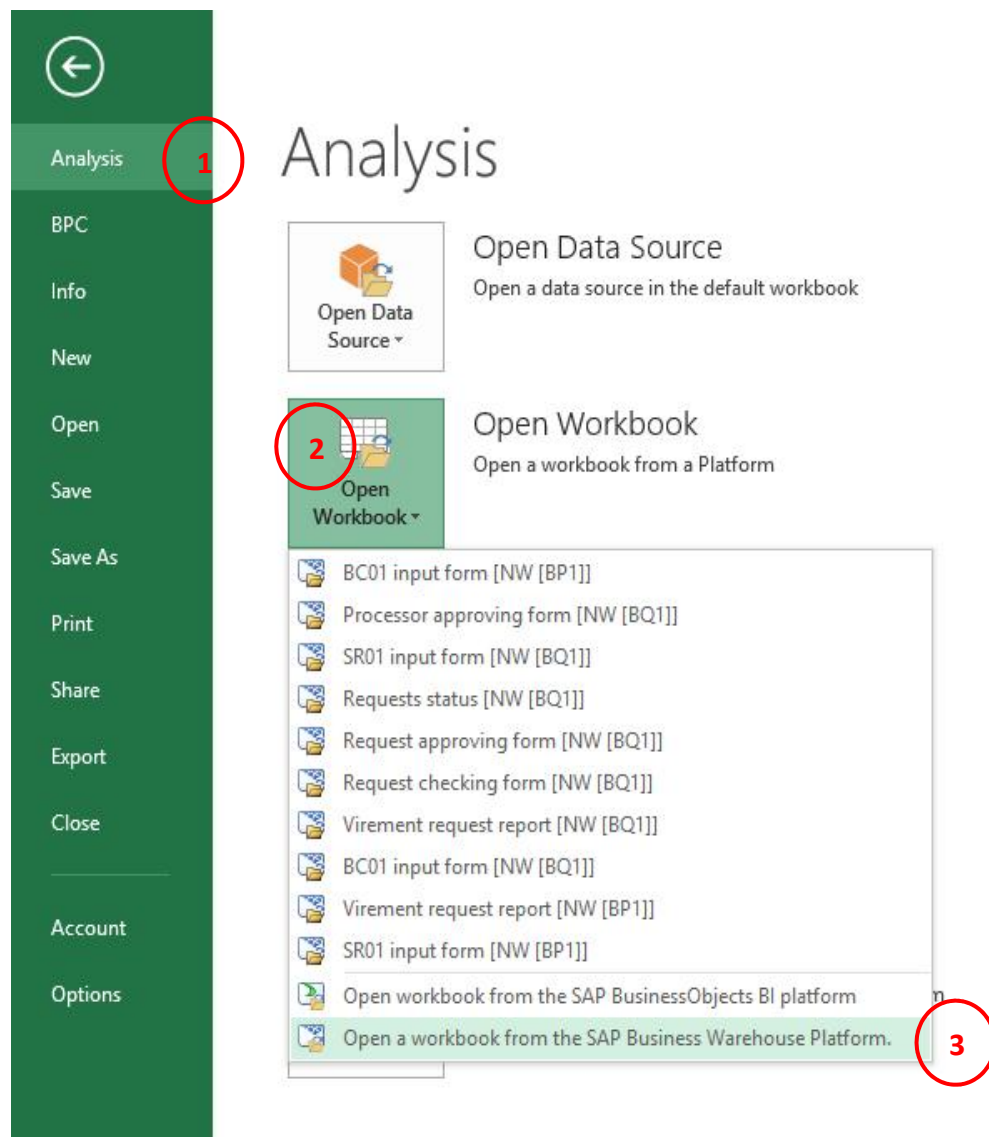 Analysis
1
BPC
Info
New
Open
Save
Save As
Print
Share
Export
Close
Account
Options
Analysis
Open Data
Source
Open Data Source
Open a data source in the default workbook
2
Open
Workbook
Open Workbook
Open a workbook from a Platform
BC01 input form [NW [BP1]]
Processor approving form [NW [BQ1]]
SR01 input form [NW [BQ1]]
Requests status [NW [BQ1]]
Request approving form [NW [BQ1]]
Request checking form [NW [BQ1]]
Virement request report [NW [BQ1]]
BC01 input form [NW [BQ1]]
Virement request report [NW [BP1]]
SR01 input form [NW [BP1]]
Open workbook from the SAP BusinessObjects BI platform
Open a workbook from the SAP Business Warehouse Platform.
3